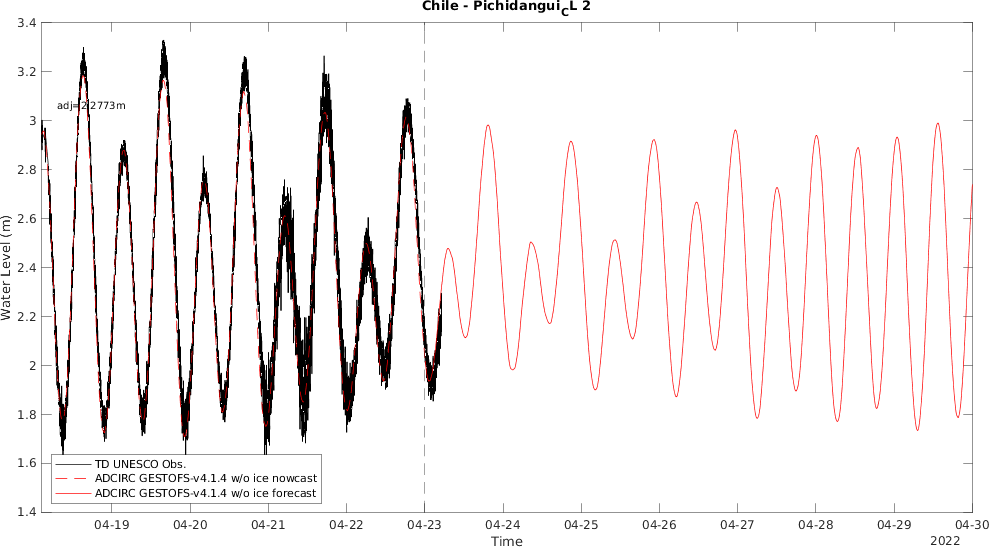 Chile - PichidanguiCL 2
3.4
3.2
3
2.8
2.6
2.4
2.2
2
1.8
1.6
1.4
Water Level (m)
adj=2.2773m
TD UNESCO Obs.
ADCIRC GESTOFS-v4.1.4 w/o ice nowcast
ADCIRC GESTOFS-v4.1.4 w/o ice forecast
04-19 04-20 04-21 04-22 04-23 04-24 04-25 04-26 04-27 04-28 04-29 04-30
Time
2022